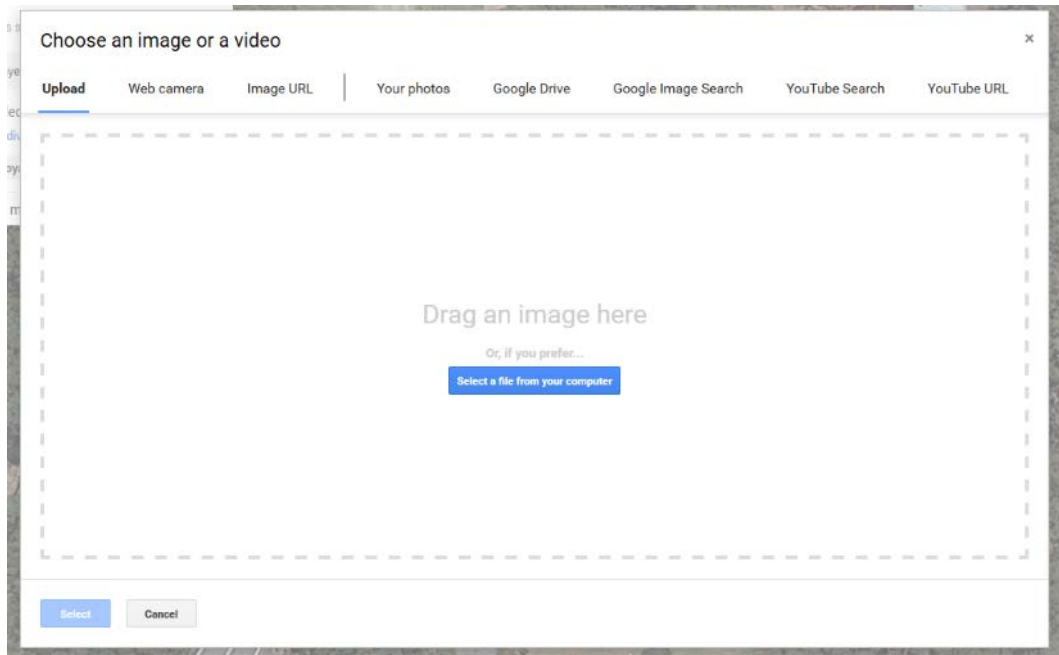 Choose an image or a video
×
Upload Web camera Image URL Your photos Google Drive Google Image Search YouTube Search YouTube URL
Drag an image here
Or, if you prefer...
Select a file from your computer
Select Cancel